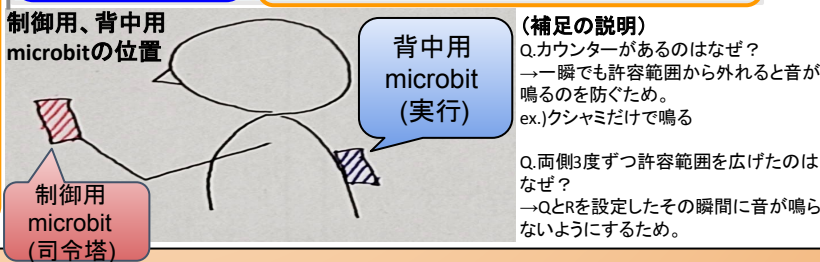 制御用、背中用
microbitの位置
背中用
microbit
(実行)
制御用
microbit
(司令塔)
(補足の説明)
Q.カウンターがあるのはなぜ？
→一瞬でも許容範囲から外れると音が
鳴るのを防ぐため。
ex.)クシャミだけで鳴る
Q.両側3度ずつ許容範囲を広げたのは
なぜ？
→QとRを設定したその瞬間に音が鳴ら
ないようにするため。